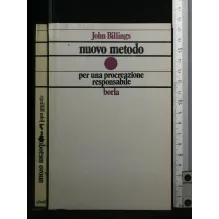 John Billings
nuovo metodo
per una procreazione
responsabile
borla